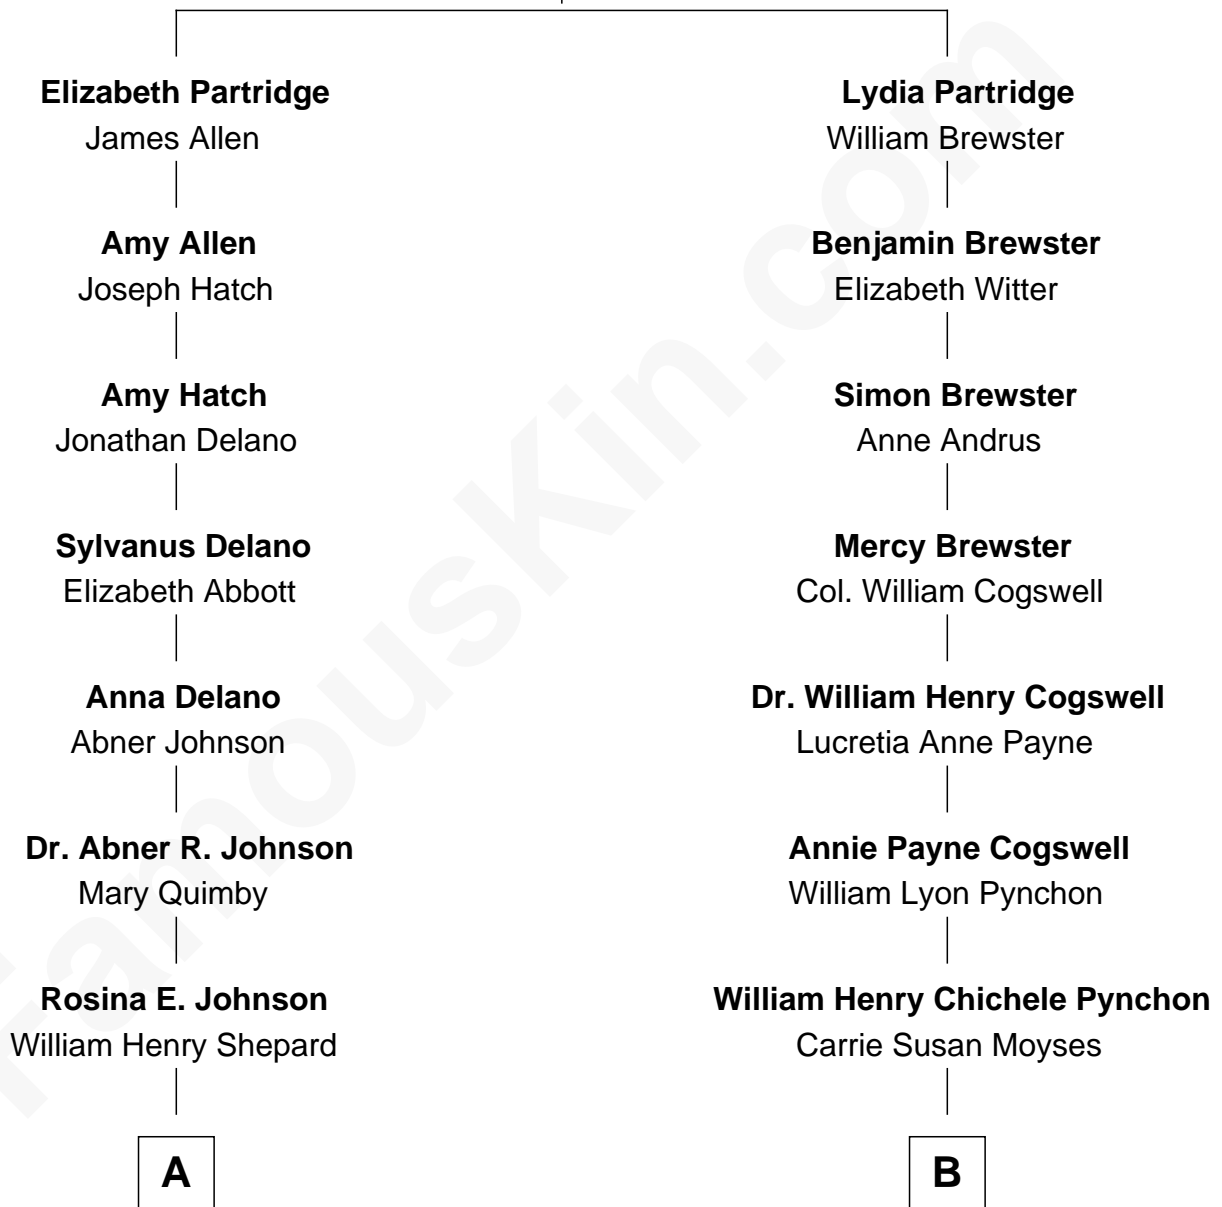 Elizabeth Partridge
James Allen
Amy Allen
Joseph Hatch
Amy Hatch
Jonathan Delano
Sylvanus Delano
Elizabeth Abbott
Anna Delano
Abner Johnson
Dr. Abner R. Johnson
Mary Quimby
Rosina E. Johnson
William Henry Shepard
A
Lydia Partridge
William Brewster
Benjamin Brewster
Elizabeth Witter
Simon Brewster
Anne Andrus
Mercy Brewster
Col. William Cogswell
Dr. William Henry Cogswell
Lucretia Anne Payne
Annie Payne Cogswell
William Lyon Pynchon
William Henry Chichele Pynchon
Carrie Susan Moyses
B
FamousKin.com